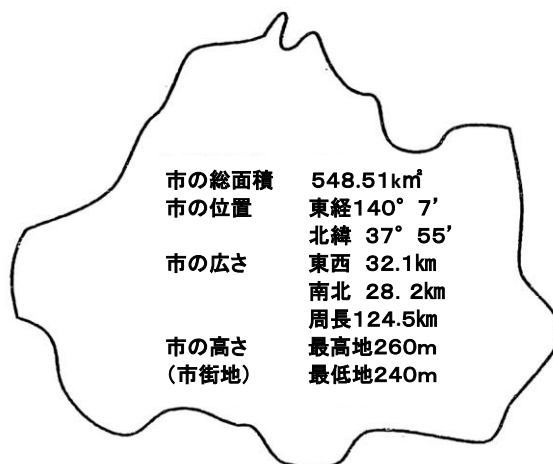 市の総面積　548.51k㎡
市の位置　東経140°7’
北緯 37°55’
市の広さ　東西 32.1㎞
南北 28.2㎞
周長124.5㎞
市の高さ　最高地260m
（市街地）　最低地240m